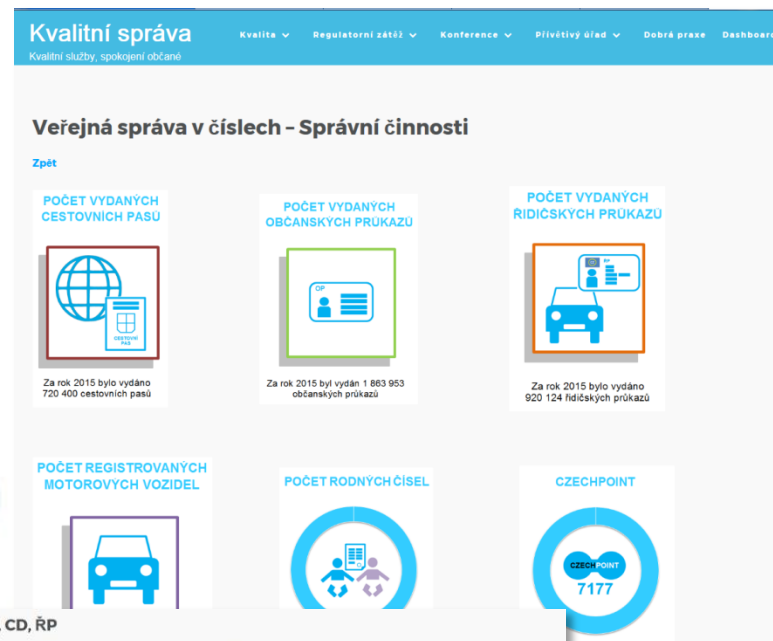 Kvalitní správa
Kvalitní služby, spokojení občané
Kvalita Regulatorní zátěž Konference Přívětivý úřad Dobrá praxe Dashboard
Veřejná správa v číslech – Správní činnosti
Zpět
POČET VYDANÝCH
CESTOVNÍCH PASŮ
CESTOVNÍ
PAS
Za rok 2015 bylo vydáno
720 400 cestovních pasů
POČET VYDANÝCH
OBČANSKÝCH PRŮKAZŮ
OP
Za rok 2015 byl vydán 1 863 953
občanských průkazů
POČET VYDANÝCH
ŘIDIČSKÝCH PRŮKAZŮ
RP
Za rok 2015 bylo vydáno
920 124 řidičských průkazů
POČET REGISTROVANÝCH
MOTOROVÝCH VOZIDEL
POČET RODNÝCH ČÍSEL
CZECHPOINT
CZECHPOINT
7177
, CD, ŘP